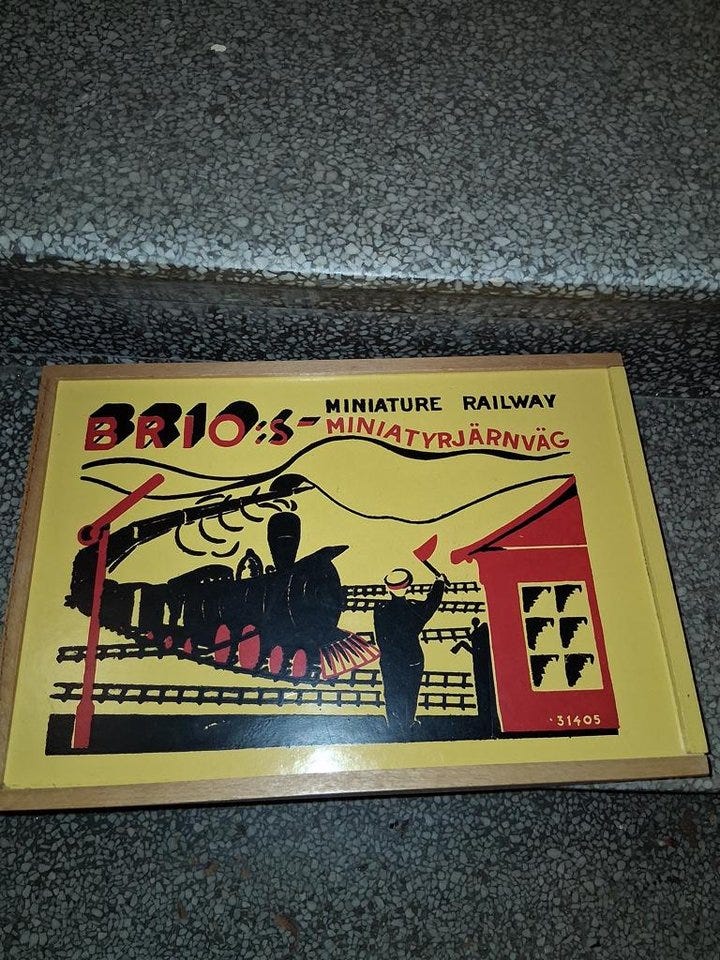 BRIO:s- MINIATURE RAILWAY
MINIATYRJÄRNVÄG
31405